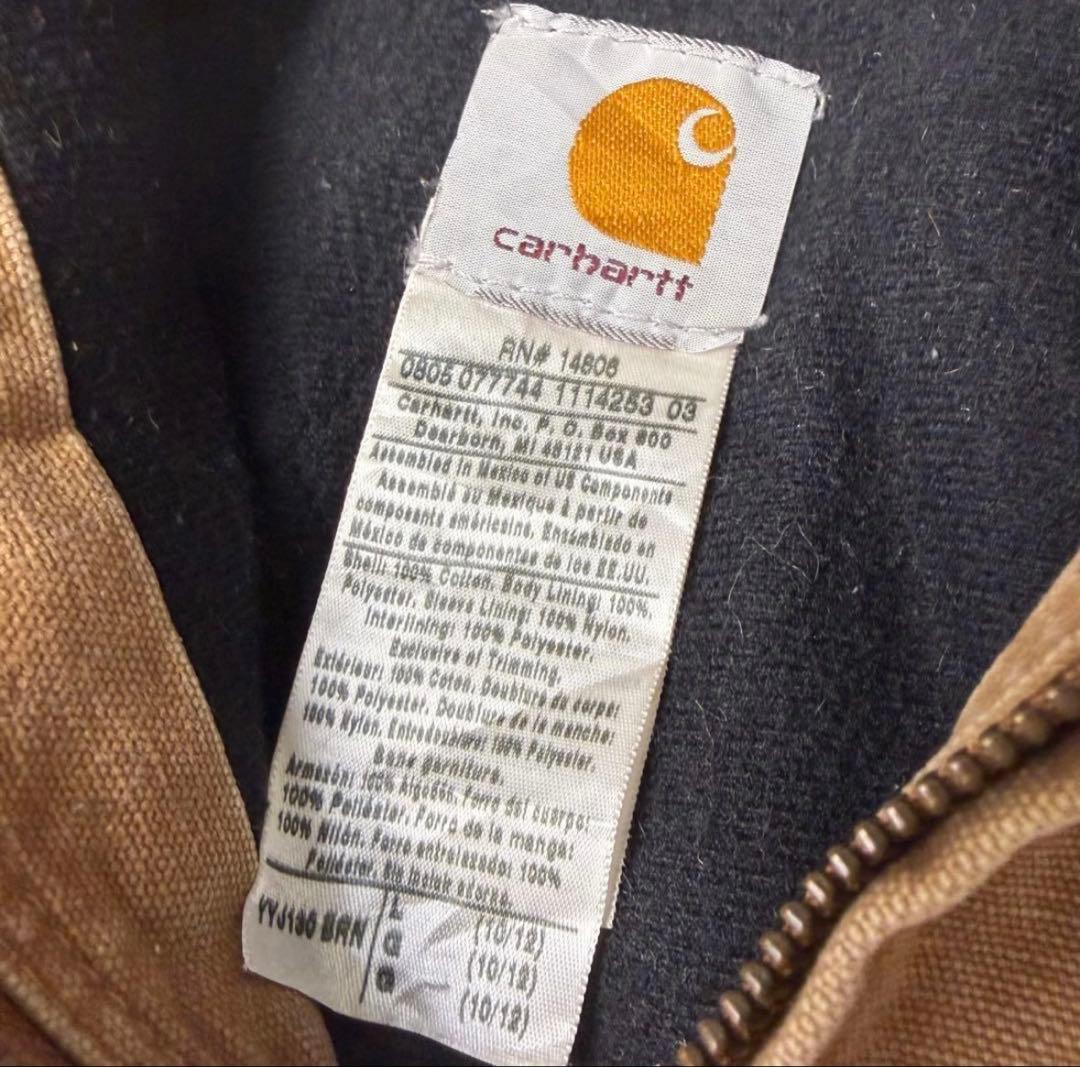 carhartt
RN# 14806
0805 077744 1114253 03
Carhartt, Inc. P. O. Box 600
Dearborn, MI 48121 USA
Assembled in Mexico of US Components
Assemblé au Mexique à partir de
composants américains, Ensamblado en
México de componentes de los EE.UU.
Shell: 100% Cotton. Body Lining: 100%
Polyester. Sleeve Lining: 100% Nylon.
Interlining: 100% Polyester.
Exclusive of Trimming.
Extérieur: 100% Coton. Doublure de corps:
100% Polyester. Doublure de la manche:
100% Nylon. Entredoublure: 100% Polyester.
Sans garniture.
Armazón: 100% Algodón. Forro del cuerpo:
100% Poliéster. Forro de la manga:
100% Nilón. Forro entrelazado: 100%
Poliéster.
YYJ130 BRN L (10/12)
G (10/12)
G (10/12)